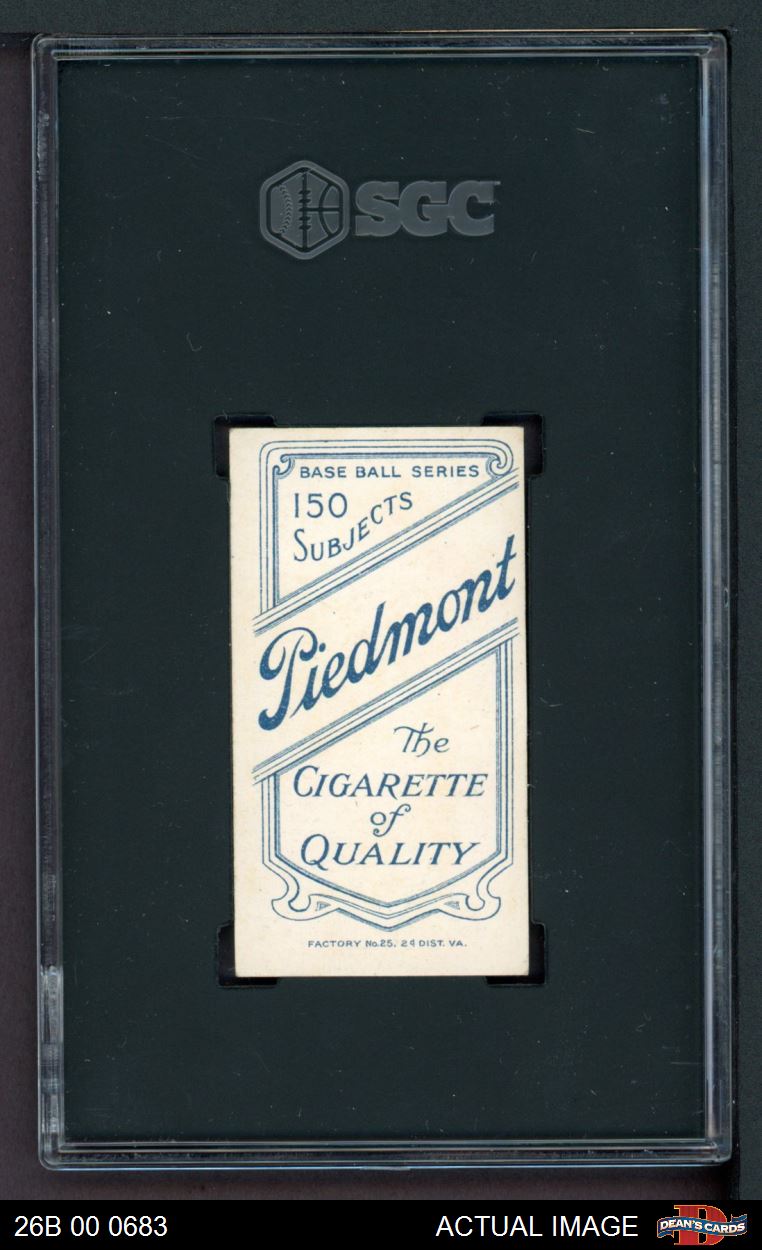 SGC
BASE BALL SERIES
150
SUBJECTS
Piedmont
The
CIGARETTE
of
QUALITY
FACTORY No.25, 2d DIST. VA.
26B 00 0683
ACTUAL IMAGE
DEAN'S CARDS